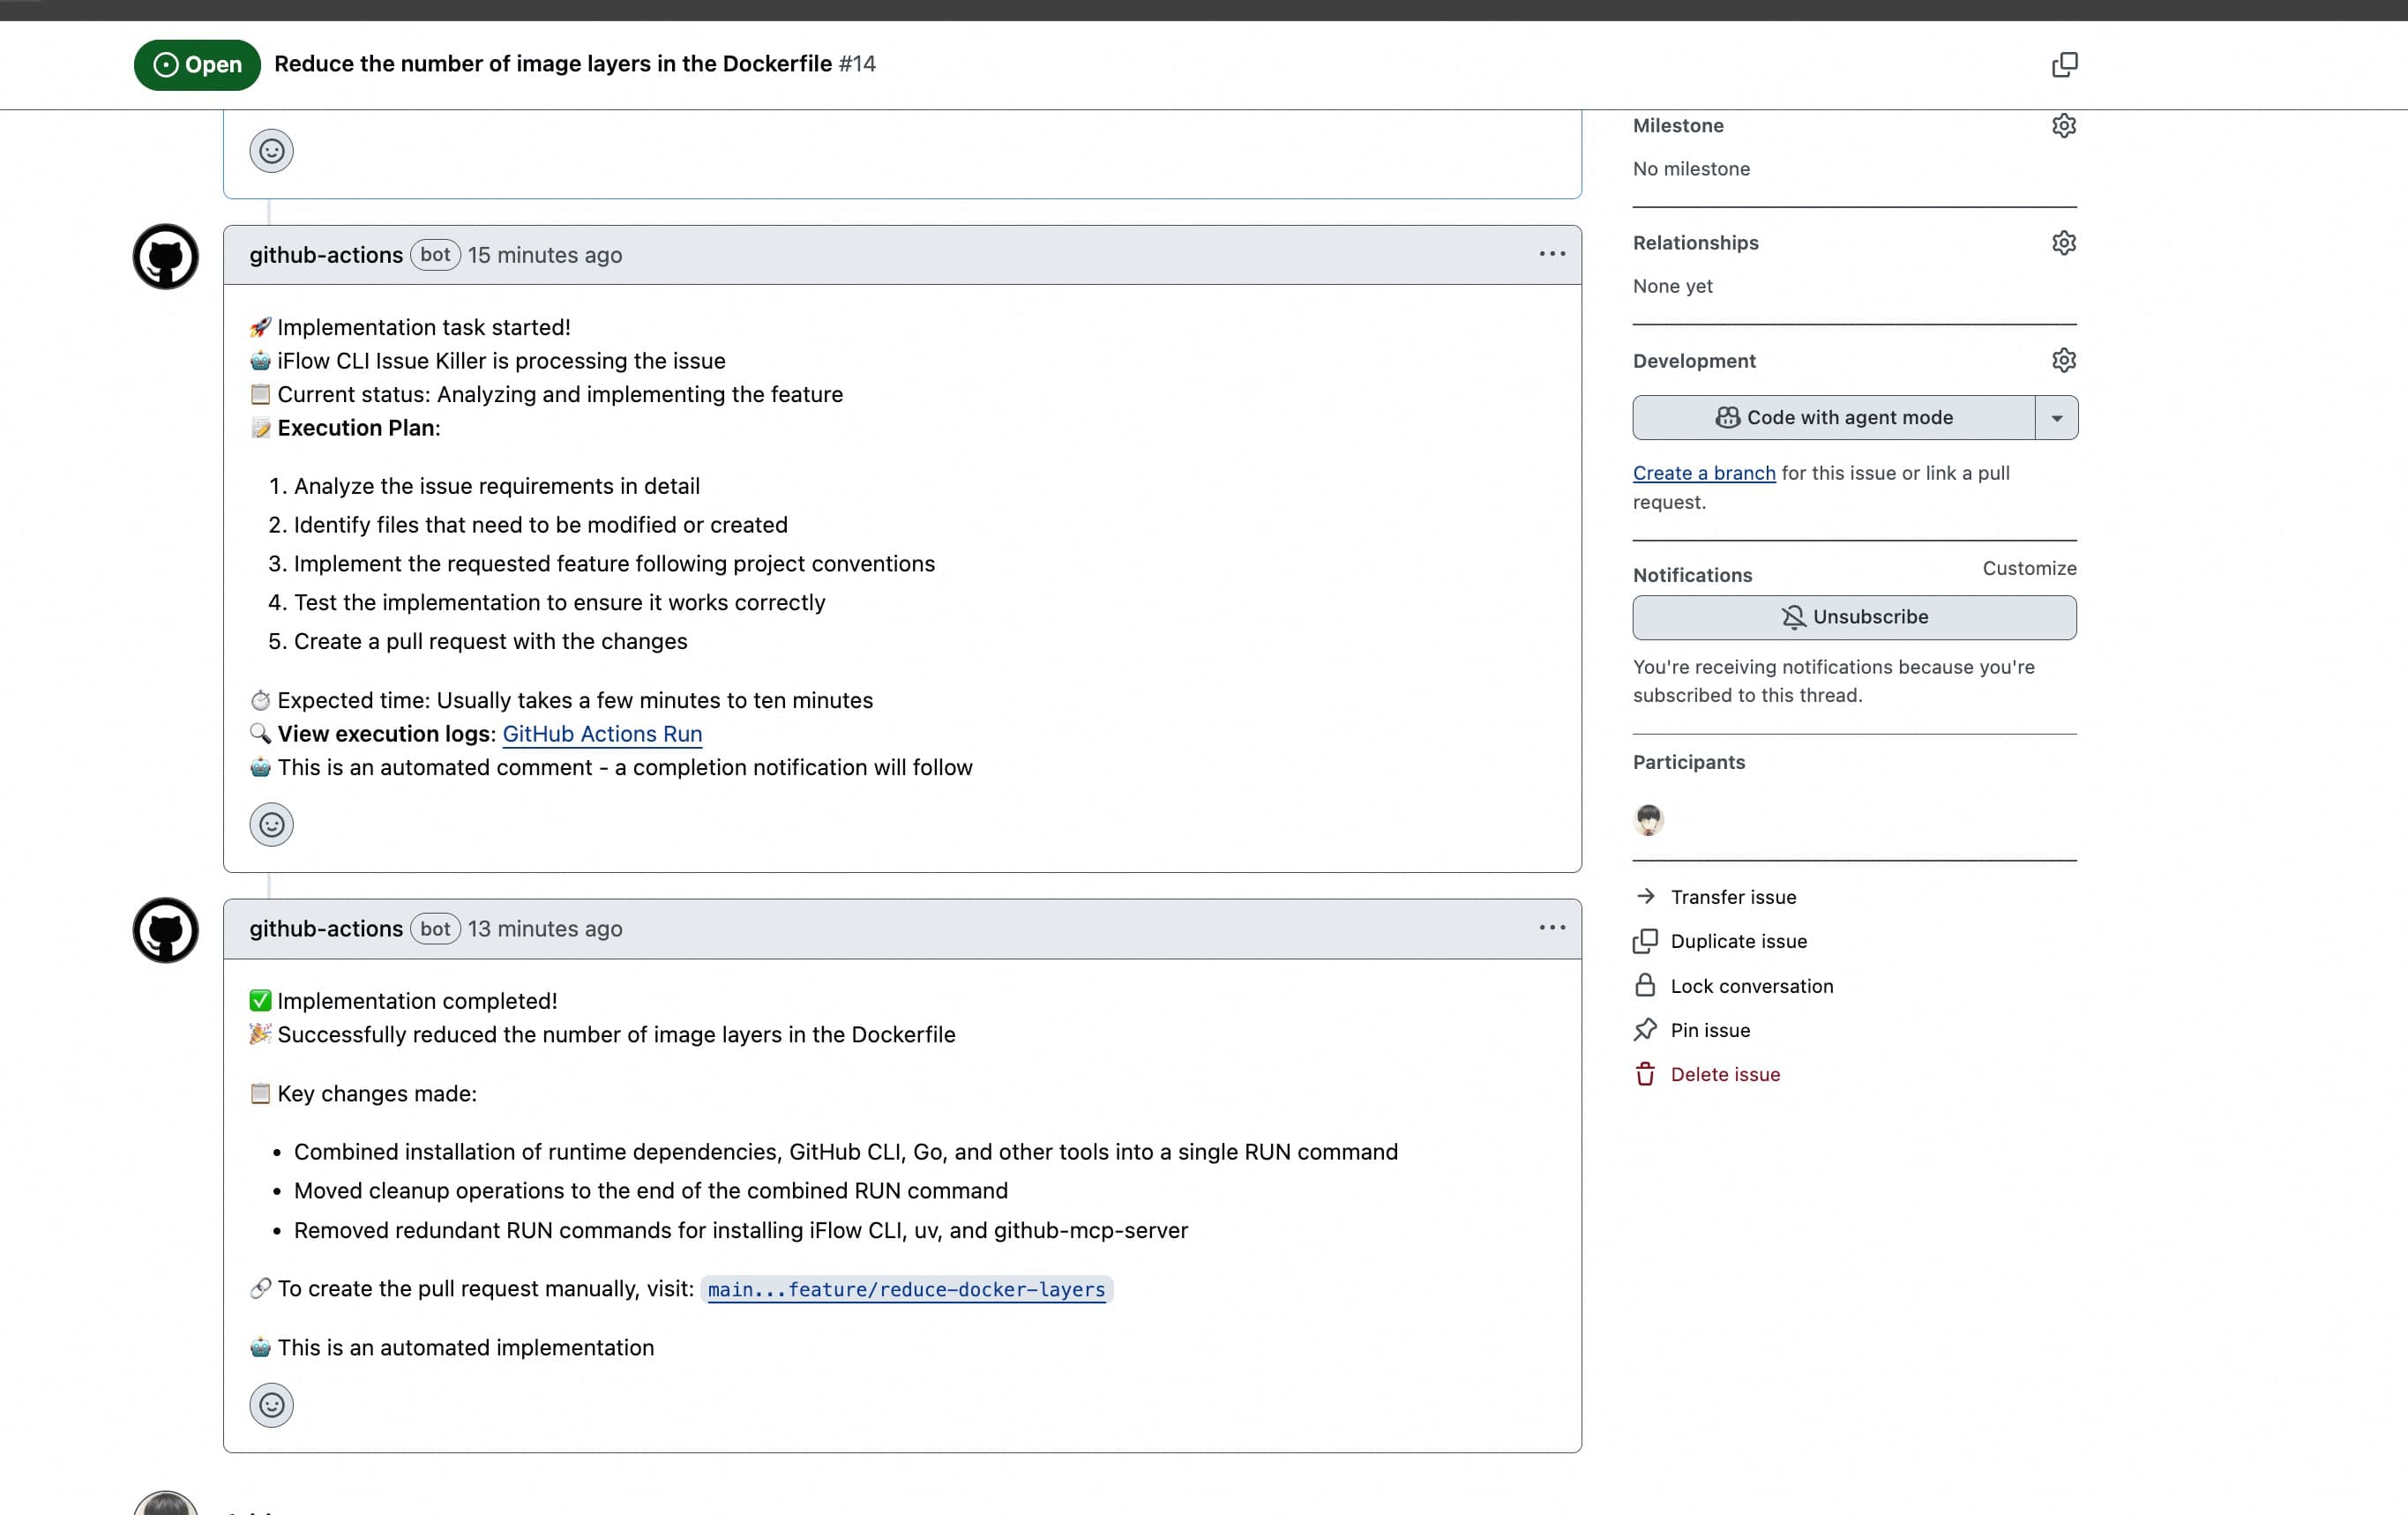 Open Reduce the number of image layers in the Dockerfile #14
github-actions bot 15 minutes ago
🚀 Implementation task started!
🤖 iFlow CLI Issue Killer is processing the issue
📋 Current status: Analyzing and implementing the feature
📝 Execution Plan:
1. Analyze the issue requirements in detail
2. Identify files that need to be modified or created
3. Implement the requested feature following project conventions
4. Test the implementation to ensure it works correctly
5. Create a pull request with the changes
⏱️ Expected time: Usually takes a few minutes to ten minutes
🔍 View execution logs: GitHub Actions Run
🤖 This is an automated comment - a completion notification will follow
github-actions bot 13 minutes ago
✅ Implementation completed!
🎉 Successfully reduced the number of image layers in the Dockerfile
📋 Key changes made:
• Combined installation of runtime dependencies, GitHub CLI, Go, and other tools into a single RUN command
• Moved cleanup operations to the end of the combined RUN command
• Removed redundant RUN commands for installing iFlow CLI, uv, and github-mcp-server
🔗 To create the pull request manually, visit: main...feature/reduce-docker-layers
🤖 This is an automated implementation
Milestone
No milestone
Relationships
None yet
Development
Code with agent mode
Create a branch for this issue or link a pull
request.
Notifications Customize
Unsubscribe
You're receiving notifications because you're
subscribed to this thread.
Participants
Transfer issue
Duplicate issue
Lock conversation
Pin issue
Delete issue